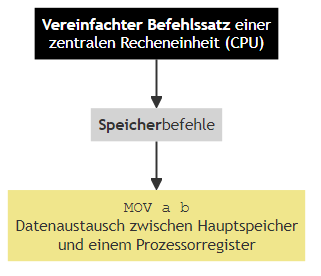 Vereinfachter Befehlssatz einer
zentralen Recheneinheit (CPU)
Speicherbefehle
MOV a b
Datenaustausch zwischen Hauptspeicher
und einem Prozessorregister